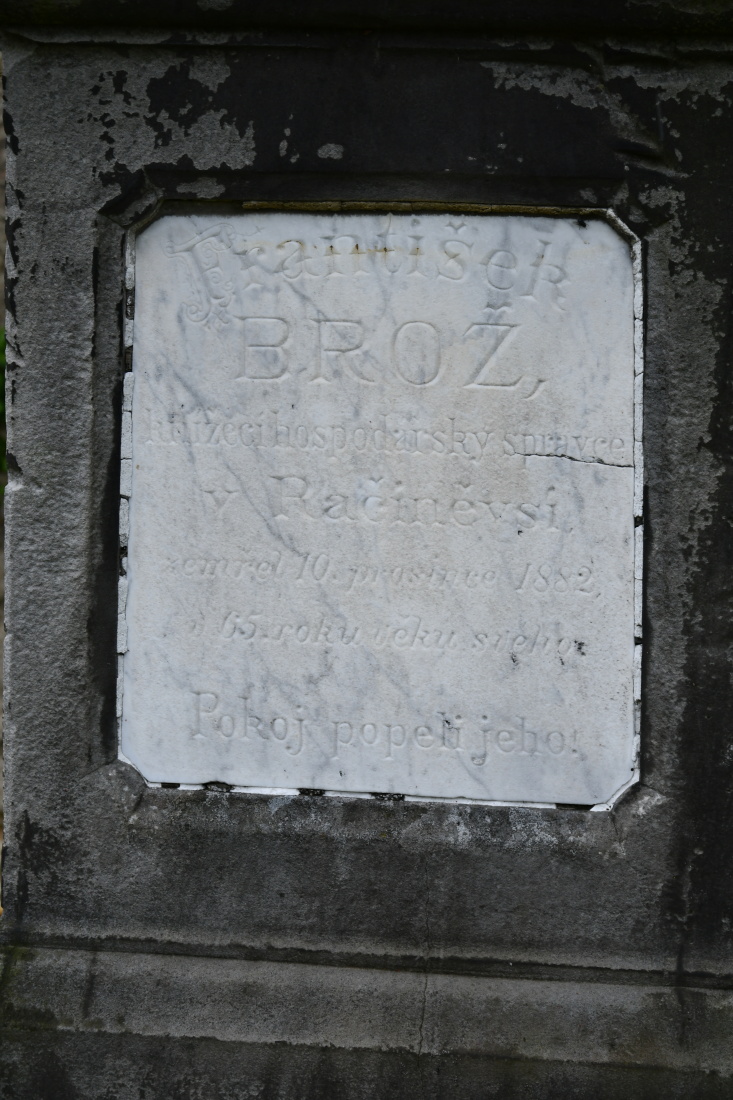 František
BROŽ,
knížecí hospodářský správce
v Račiněvsi,
zemřel 10. prosince 1882,
v 65. roku věku svého.
Pokoj popeli jeho!